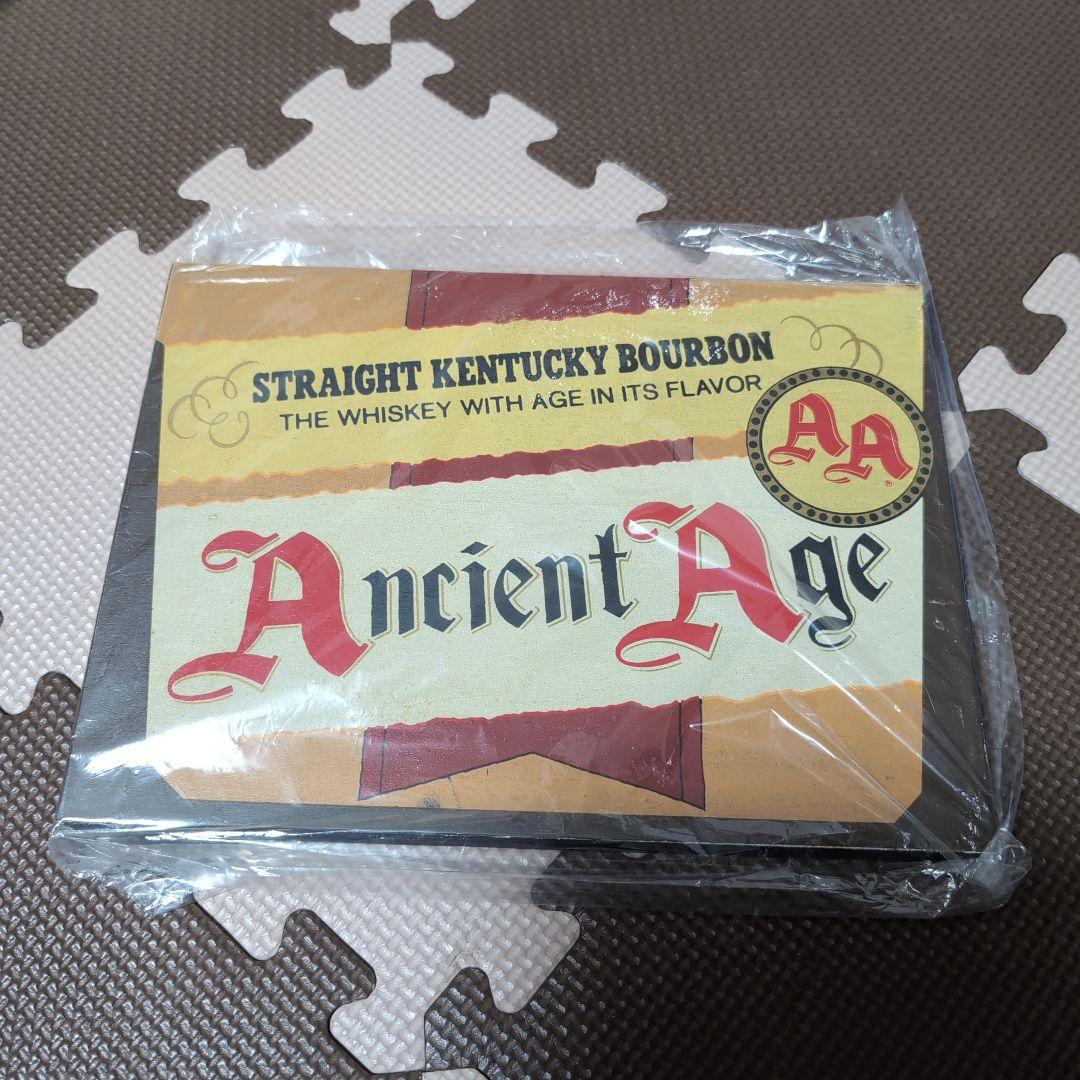 STRAIGHT KENTUCKY BOURBON
THE WHISKEY WITH AGE IN ITS FLAVOR
AA®
Ancient Age